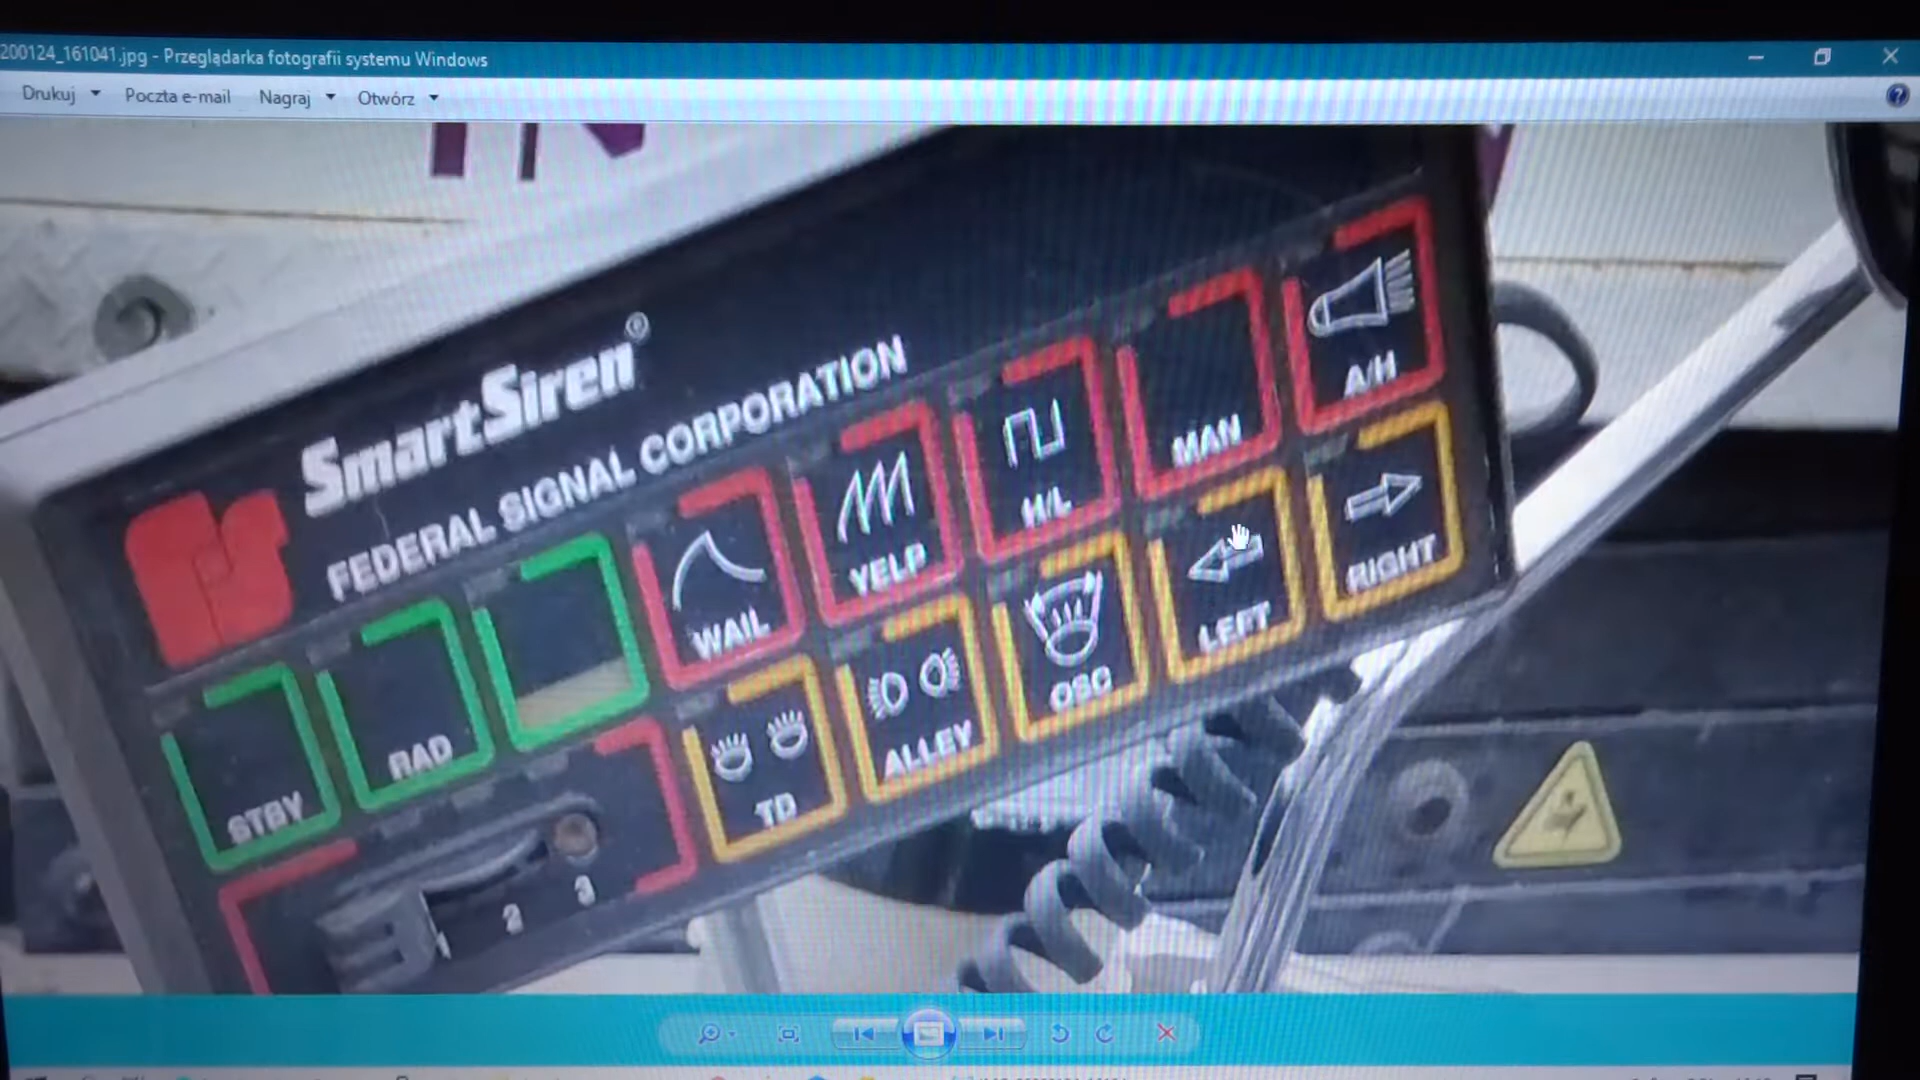 200124_161041.jpg - Przeglądarka fotografii systemu Windows
Drukuj Poczta e-mail Nagraj Otwórz
SmartSiren®
FEDERAL SIGNAL CORPORATION
STBY RAD WAIL YELP H/L MAN A/H
TD ALLEY OSC LEFT RIGHT
1 2 3